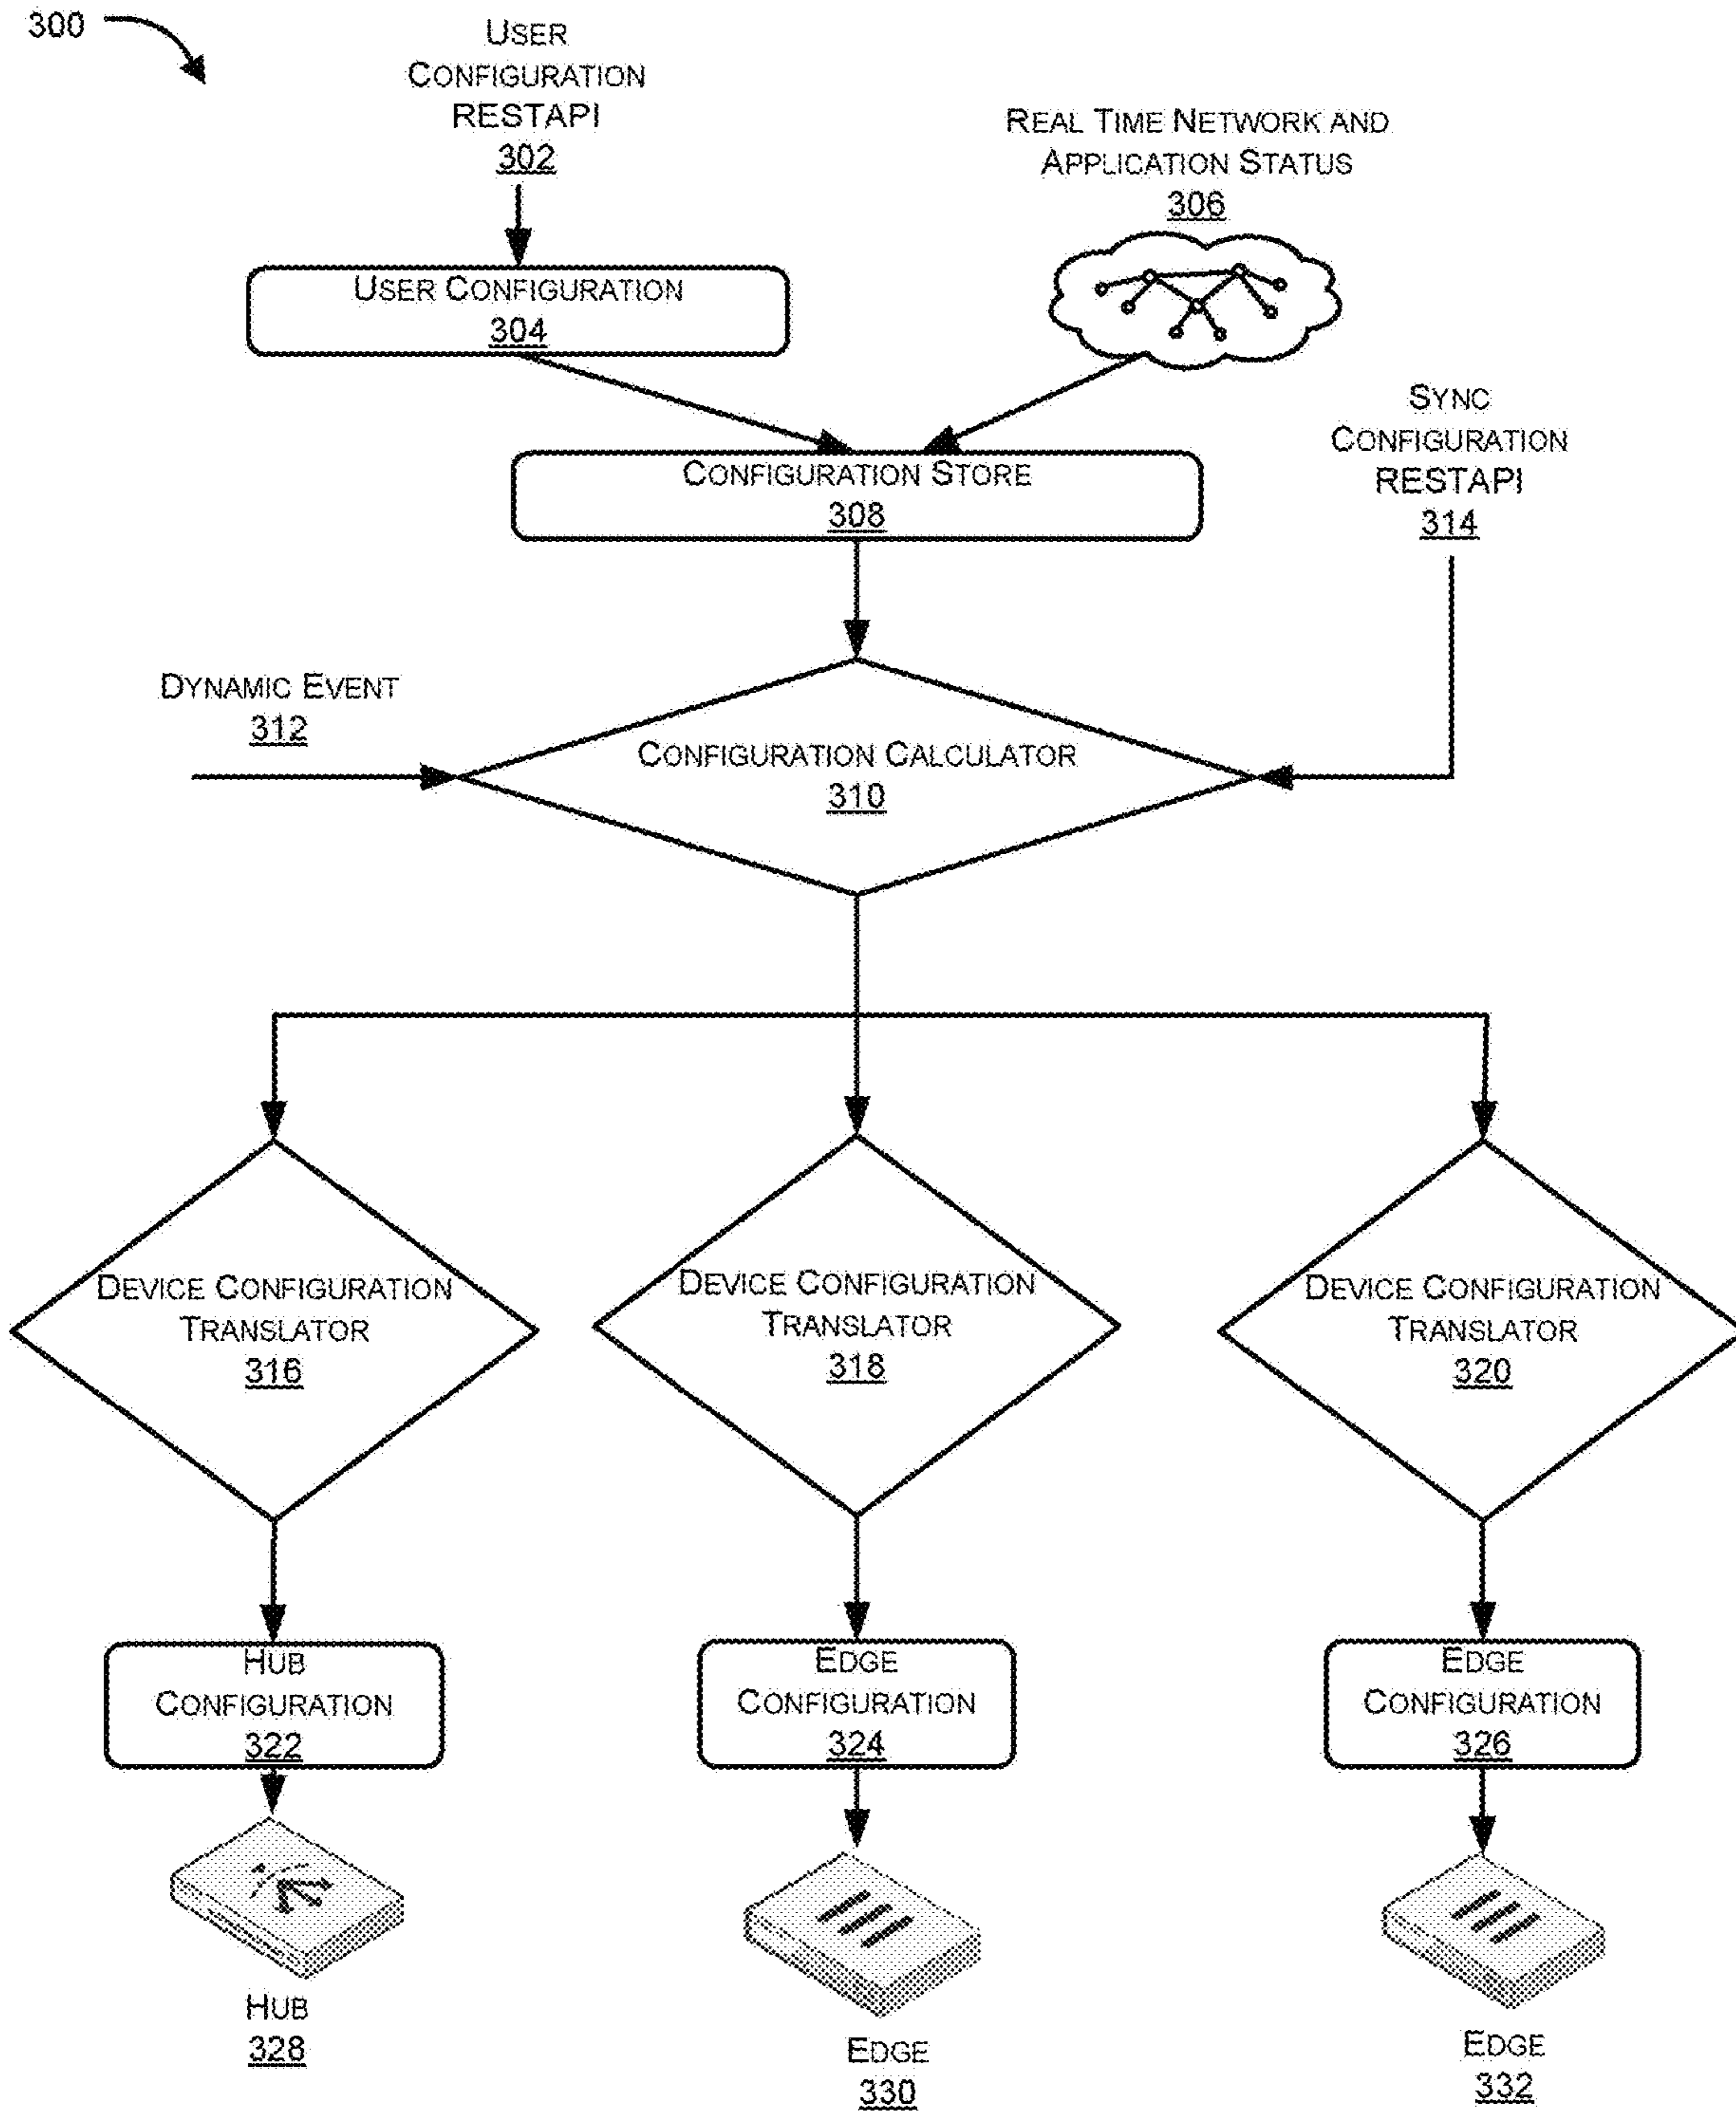 300
USER
CONFIGURATION
RESTAPI
302
REAL TIME NETWORK AND
APPLICATION STATUS
306
USER CONFIGURATION
304
SYNC
CONFIGURATION
RESTAPI
314
CONFIGURATION STORE
308
DYNAMIC EVENT
312
CONFIGURATION CALCULATOR
310
DEVICE CONFIGURATION
TRANSLATOR
316
DEVICE CONFIGURATION
TRANSLATOR
318
DEVICE CONFIGURATION
TRANSLATOR
320
HUB
CONFIGURATION
322
EDGE
CONFIGURATION
324
EDGE
CONFIGURATION
326
HUB
328
EDGE
330
EDGE
332